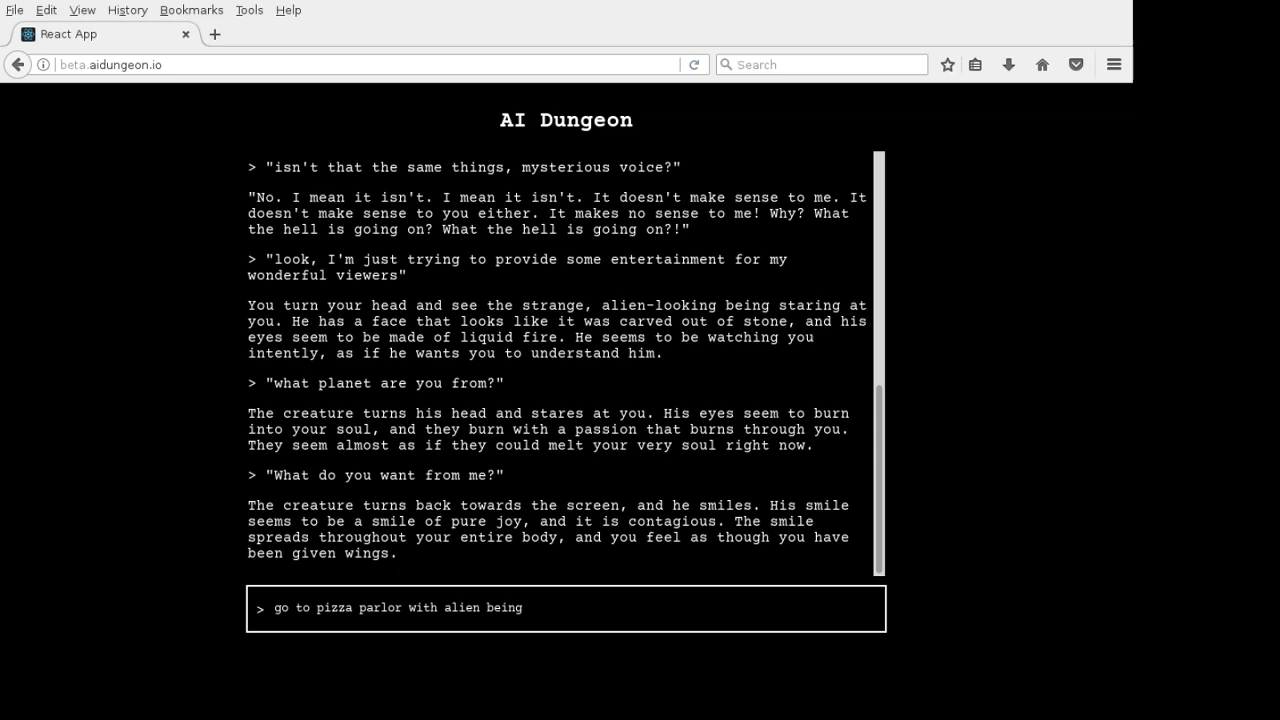 File Edit View History Bookmarks Tools Help
React App
beta.aidungeon.io
Search
AI Dungeon
> "isn't that the same things, mysterious voice?"
"No. I mean it isn't. I mean it isn't. It doesn't make sense to me. It
doesn't make sense to you either. It makes no sense to me! Why? What
the hell is going on? What the hell is going on?!"
> "look, I'm just trying to provide some entertainment for my
wonderful viewers"
You turn your head and see the strange, alien-looking being staring at
you. He has a face that looks like it was carved out of stone, and his
eyes seem to be made of liquid fire. He seems to be watching you
intently, as if he wants you to understand him.
> "what planet are you from?"
The creature turns his head and stares at you. His eyes seem to burn
into your soul, and they burn with a passion that burns through you.
They seem almost as if they could melt your very soul right now.
> "What do you want from me?"
The creature turns back towards the screen, and he smiles. His smile
seems to be a smile of pure joy, and it is contagious. The smile
spreads throughout your entire body, and you feel as though you have
been given wings.
> go to pizza parlor with alien being